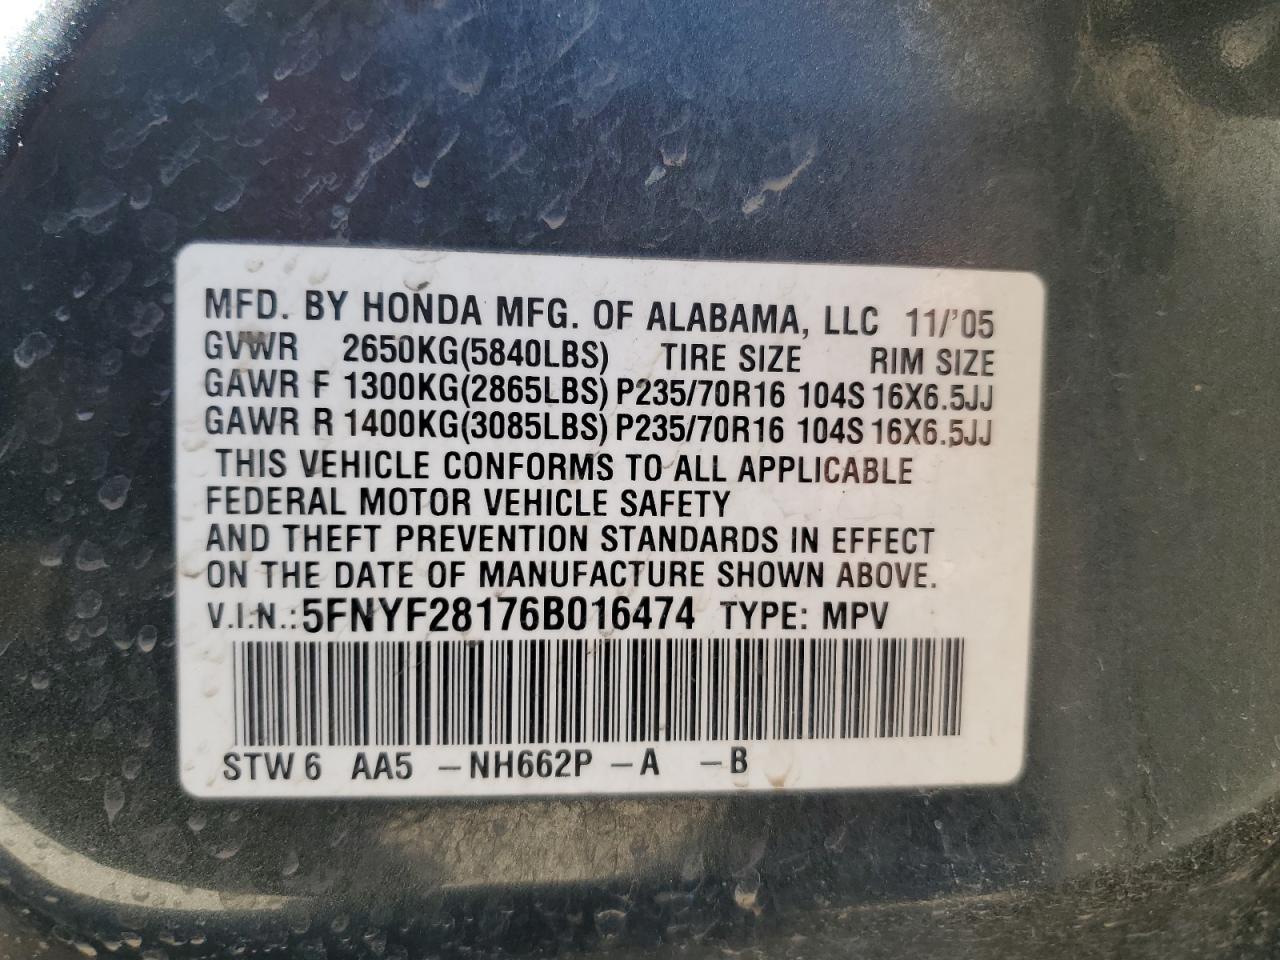 MFD. BY HONDA MFG. OF ALABAMA, LLC 11/'05
GVWR 2650KG(5840LBS) TIRE SIZE RIM SIZE
GAWR F 1300KG(2865LBS) P235/70R16 104S 16X6.5JJ
GAWR R 1400KG(3085LBS) P235/70R16 104S 16X6.5JJ
THIS VEHICLE CONFORMS TO ALL APPLICABLE
FEDERAL MOTOR VEHICLE SAFETY
AND THEFT PREVENTION STANDARDS IN EFFECT
ON THE DATE OF MANUFACTURE SHOWN ABOVE.
V.I.N.: 5FNYF28176B016474 TYPE: MPV
STW 6 AA5 –NH662P –A –B